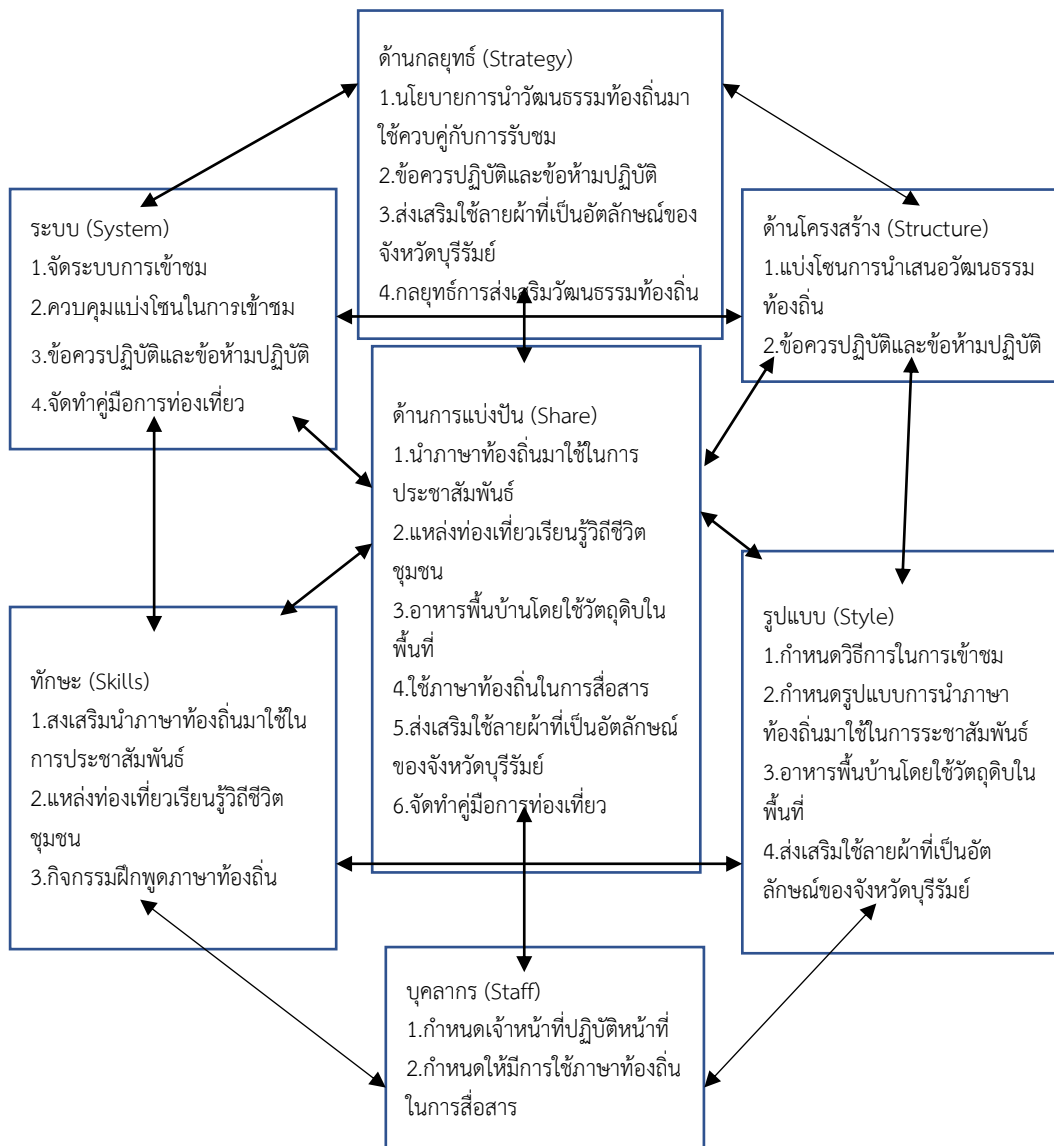 ด้านกลยุทธ์ (Strategy)
1.นโยบายการนำวัฒนธรรมท้องถิ่นมา
ใช้ควบคู่กับการรับชม
2.ข้อควรปฏิบัติและข้อห้ามปฏิบัติ
3.ส่งเสริมใช้ลายผ้าที่เป็นอัตลักษณ์ของ
จังหวัดบุรีรัมย์
4.กลยุทธ์การส่งเสริมวัฒนธรรมท้องถิ่น
ระบบ (System)
1.จัดระบบการเข้าชม
2.ควบคุมแบ่งโซนในการเข้าชม
3.ข้อควรปฏิบัติและข้อห้ามปฏิบัติ
4.จัดทำคู่มือการท่องเที่ยว
ด้านโครงสร้าง (Structure)
1.แบ่งโซนการนำเสนอวัฒนธรรม
ท้องถิ่น
2.ข้อควรปฏิบัติและข้อห้ามปฏิบัติ
ด้านการแบ่งปัน (Share)
1.นำภาษาท้องถิ่นมาใช้ในการ
ประชาสัมพันธ์
2.แหล่งท่องเที่ยวเรียนรู้วิถีชีวิต
ชุมชน
3.อาหารพื้นบ้านโดยใช้วัตถุดิบใน
พื้นที่
4.ใช้ภาษาท้องถิ่นในการสื่อสาร
5.ส่งเสริมใช้ลายผ้าที่เป็นอัตลักษณ์
ของจังหวัดบุรีรัมย์
6.จัดทำคู่มือการท่องเที่ยว
ทักษะ (Skills)
1.สงเสริมนำภาษาท้องถิ่นมาใช้ใน
การประชาสัมพันธ์
2.แหล่งท่องเที่ยวเรียนรู้วิถีชีวิต
ชุมชน
3.กิจกรรมฝึกพูดภาษาท้องถิ่น
รูปแบบ (Style)
1.กำหนดวิธีการในการเข้าชม
2.กำหนดรูปแบบการนำภาษา
ท้องถิ่นมาใช้ในการระชาสัมพันธ์
3.อาหารพื้นบ้านโดยใช้วัตถุดิบใน
พื้นที่
4.ส่งเสริมใช้ลายผ้าที่เป็นอัต
ลักษณ์ของจังหวัดบุรีรัมย์
บุคลากร (Staff)
1.กำหนดเจ้าหน้าที่ปฏิบัติหน้าที่
2.กำหนดให้มีการใช้ภาษาท้องถิ่น
ในการสื่อสาร